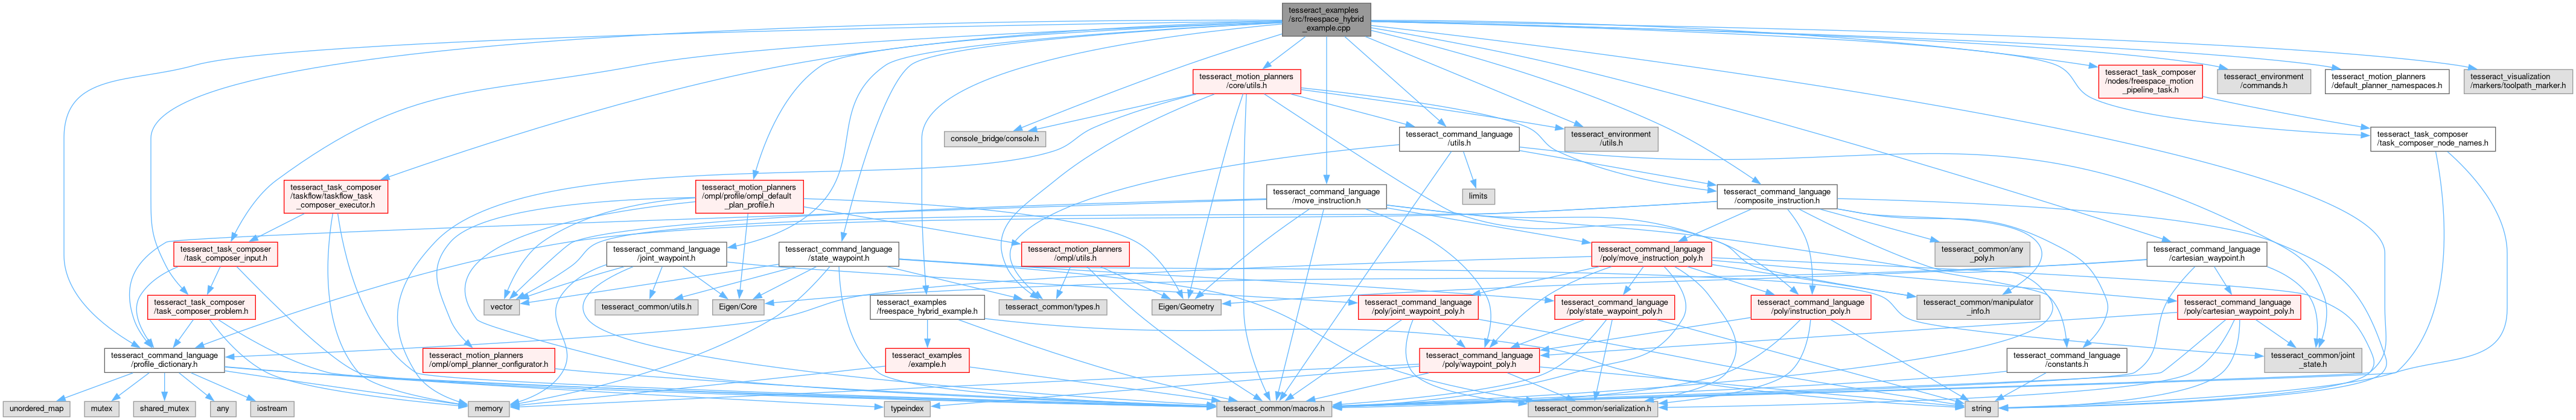 tesseract_examples
/src/freespace_hybrid
_example.cpp
tesseract_motion_planners
/core/utils.h
tesseract_task_composer
/nodes/freespace_motion
_pipeline_task.h
tesseract_environment
/commands.h
tesseract_motion_planners
/default_planner_namespaces.h
tesseract_visualization
/markers/toolpath_marker.h
console_bridge/console.h
tesseract_command_language
/utils.h
tesseract_environment
/utils.h
tesseract_task_composer
/task_composer_node_names.h
tesseract_task_composer
/taskflow/taskflow_task
_composer_executor.h
tesseract_motion_planners
/ompl/profile/ompl_default
_plan_profile.h
tesseract_command_language
/move_instruction.h
limits
tesseract_command_language
/composite_instruction.h
tesseract_task_composer
/task_composer_input.h
tesseract_command_language
/joint_waypoint.h
tesseract_command_language
/state_waypoint.h
tesseract_motion_planners
/ompl/utils.h
tesseract_command_language
/poly/move_instruction_poly.h
tesseract_common/any
_poly.h
tesseract_command_language
/cartesian_waypoint.h
tesseract_task_composer
/task_composer_problem.h
vector
tesseract_common/utils.h
Eigen/Core
tesseract_examples
/freespace_hybrid_example.h
tesseract_common/types.h
Eigen/Geometry
tesseract_command_language
/poly/joint_waypoint_poly.h
tesseract_command_language
/poly/state_waypoint_poly.h
tesseract_command_language
/poly/instruction_poly.h
tesseract_common/manipulator
_info.h
tesseract_command_language
/poly/cartesian_waypoint_poly.h
tesseract_command_language
/profile_dictionary.h
tesseract_motion_planners
/ompl/ompl_planner_configurator.h
tesseract_examples
/example.h
tesseract_command_language
/poly/waypoint_poly.h
tesseract_command_language
/constants.h
tesseract_common/joint
_state.h
unordered_map
mutex
shared_mutex
any
iostream
memory
typeindex
tesseract_common/macros.h
tesseract_common/serialization.h
string